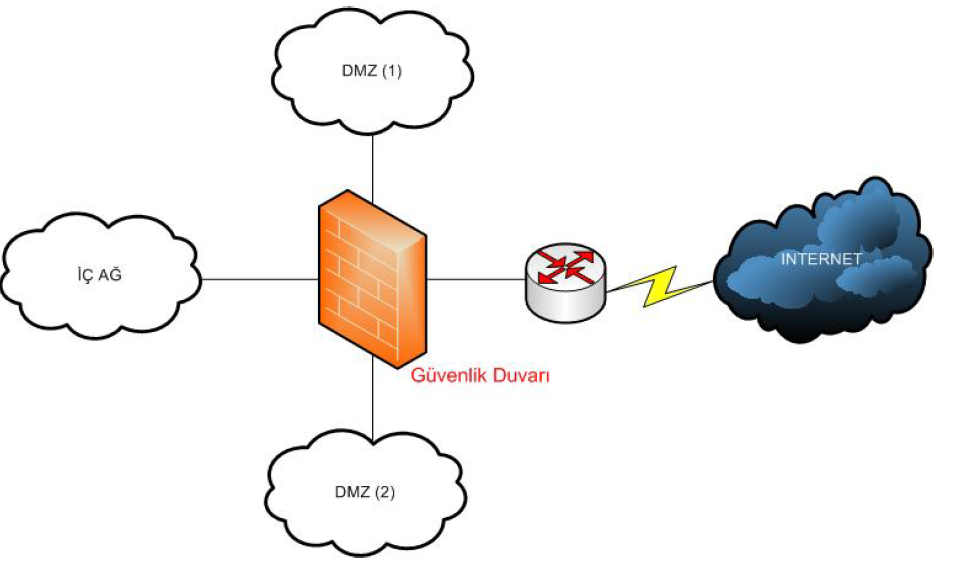 DMZ (1)
İÇ AĞ
INTERNET
Güvenlik Duvarı
DMZ (2)